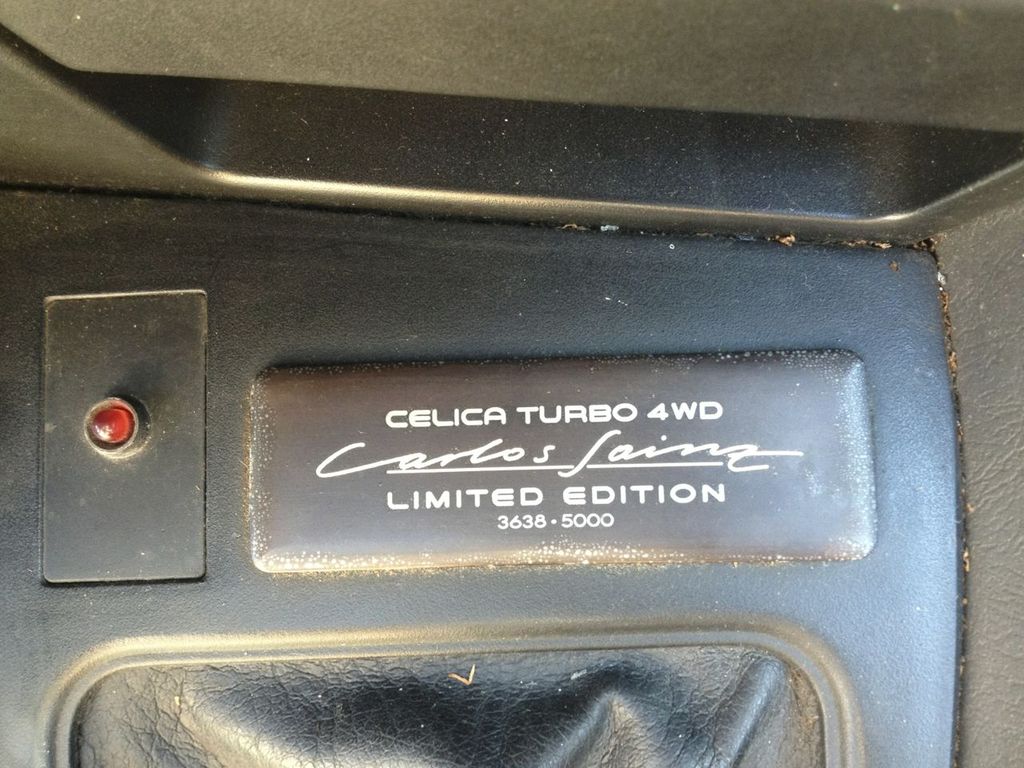 CELICA TURBO 4WD
Carlos Sainz
LIMITED EDITION
3638 · 5000